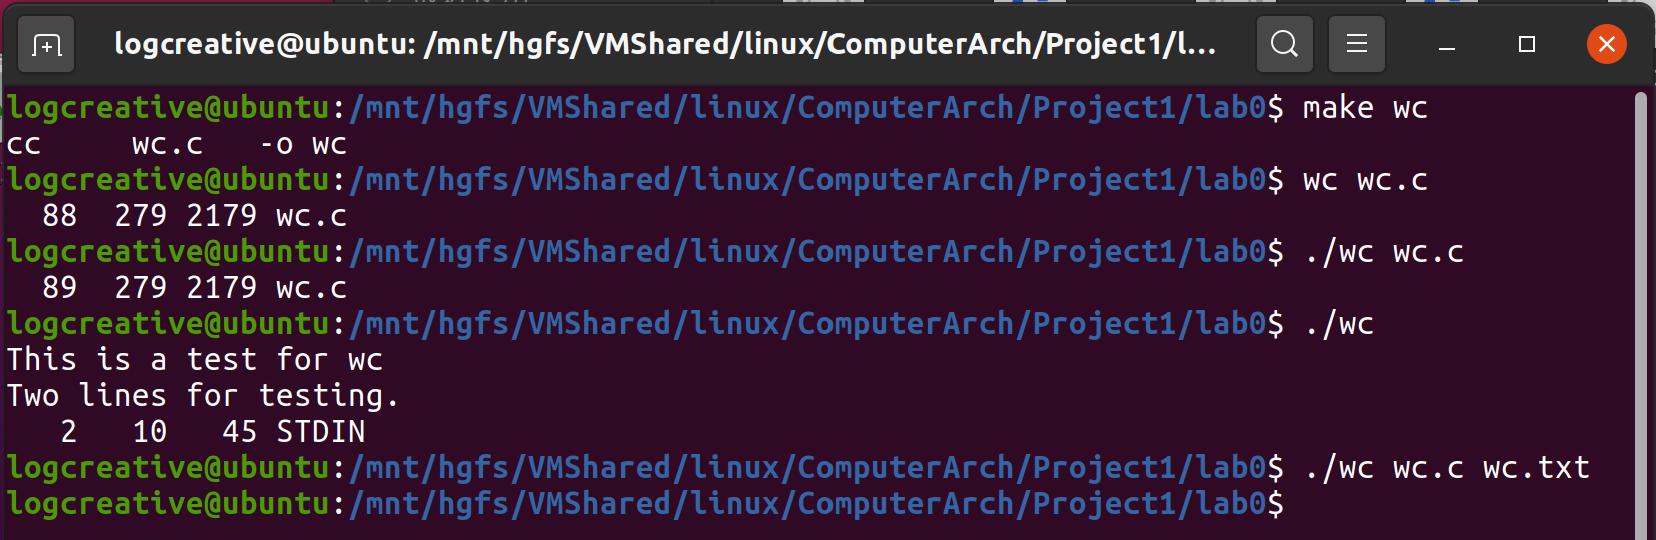 logcreative@ubuntu: /mnt/hgfs/VMShared/linux/ComputerArch/Project1/l...
logcreative@ubuntu:/mnt/hgfs/VMShared/linux/ComputerArch/Project1/lab0$ make wc
cc     wc.c   -o wc
logcreative@ubuntu:/mnt/hgfs/VMShared/linux/ComputerArch/Project1/lab0$ wc wc.c
  88  279 2179 wc.c
logcreative@ubuntu:/mnt/hgfs/VMShared/linux/ComputerArch/Project1/lab0$ ./wc wc.c
  89  279 2179 wc.c
logcreative@ubuntu:/mnt/hgfs/VMShared/linux/ComputerArch/Project1/lab0$ ./wc
This is a test for wc
Two lines for testing.
   2   10   45 STDIN
logcreative@ubuntu:/mnt/hgfs/VMShared/linux/ComputerArch/Project1/lab0$ ./wc wc.c wc.txt
logcreative@ubuntu:/mnt/hgfs/VMShared/linux/ComputerArch/Project1/lab0$